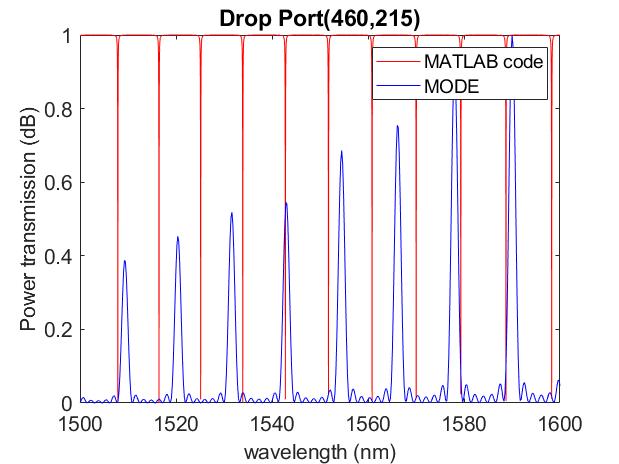 Drop Port(460,215)
1
MATLAB code
MODE
0.8
0.6
0.4
0.2
0
Power transmission (dB)
1500 1520 1540 1560 1580 1600
wavelength (nm)